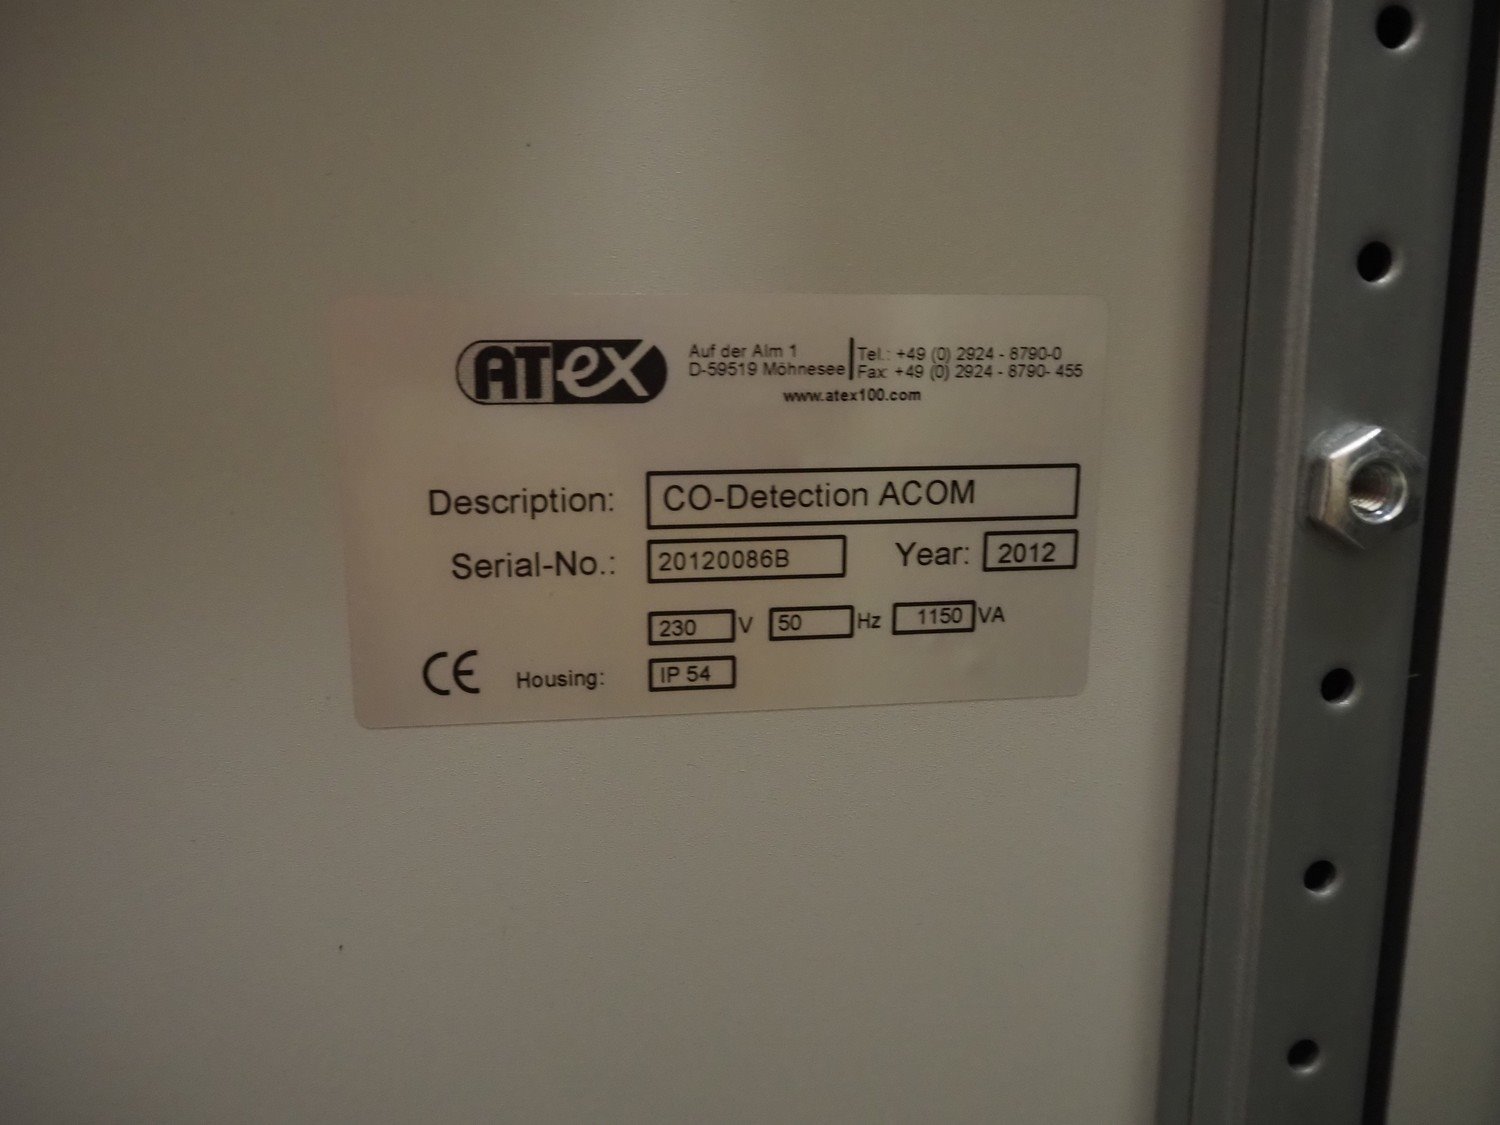 ATEX
Auf der Alm 1
D-59519 Möhnesee
Tel.: +49 (0) 2924 - 8790-0
Fax: +49 (0) 2924 - 8790- 455
www.atex100.com
Description: CO-Detection ACOM
Serial-No.: 20120086B Year: 2012
230 V 50 Hz 1150 VA
CE Housing: IP 54